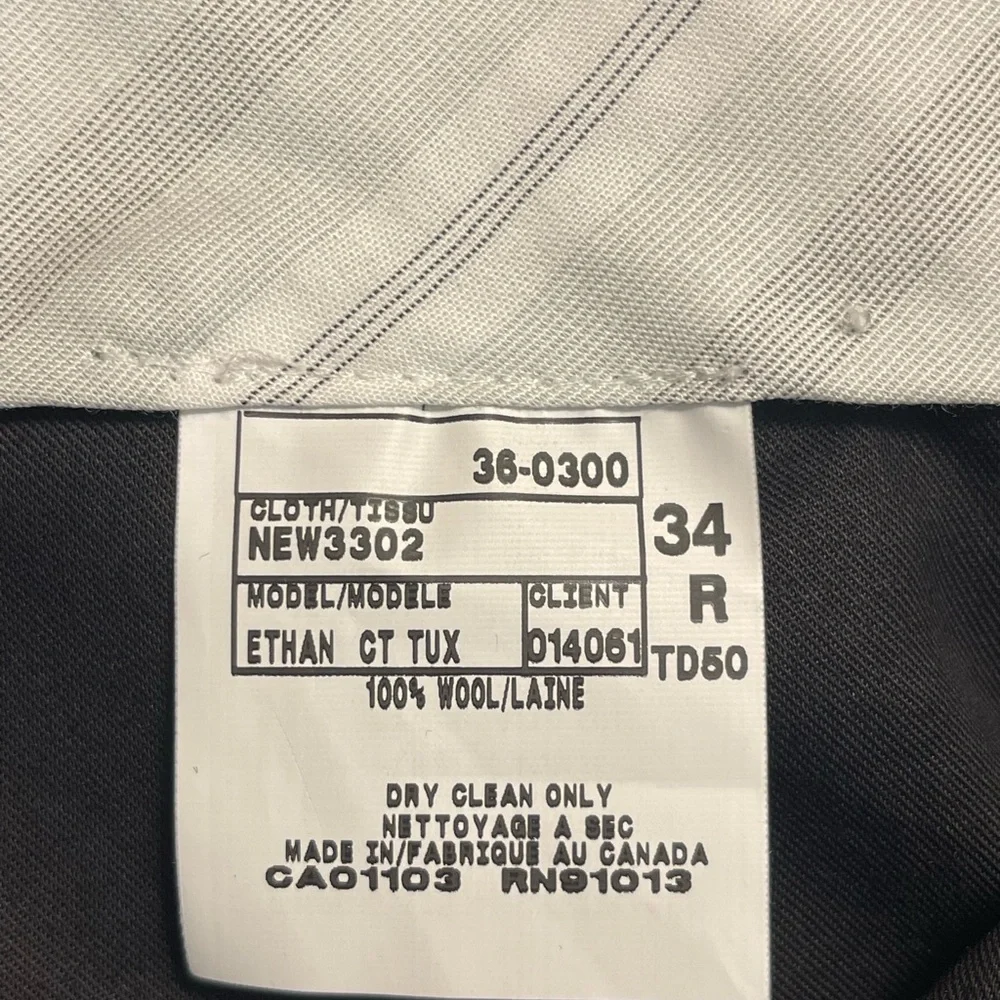 36-0300
CLOTH/TISSU
NEW3302
34
R
MODEL/MODELE
CLIENT
ETHAN CT TUX
014061
TD50
100% WOOL/LAINE
DRY CLEAN ONLY
NETTOYAGE A SEC
MADE IN/FABRIQUE AU CANADA
CA01103 RN91013